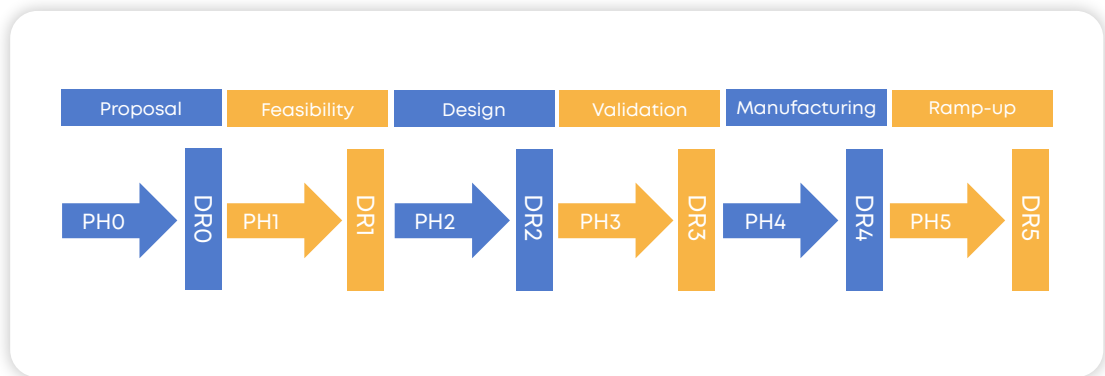 Proposal
Feasibility
Design
Validation
Manufacturing
Ramp-up
PH0
DR0
PH1
DR1
PH2
DR2
PH3
DR3
PH4
DR4
PH5
DR5